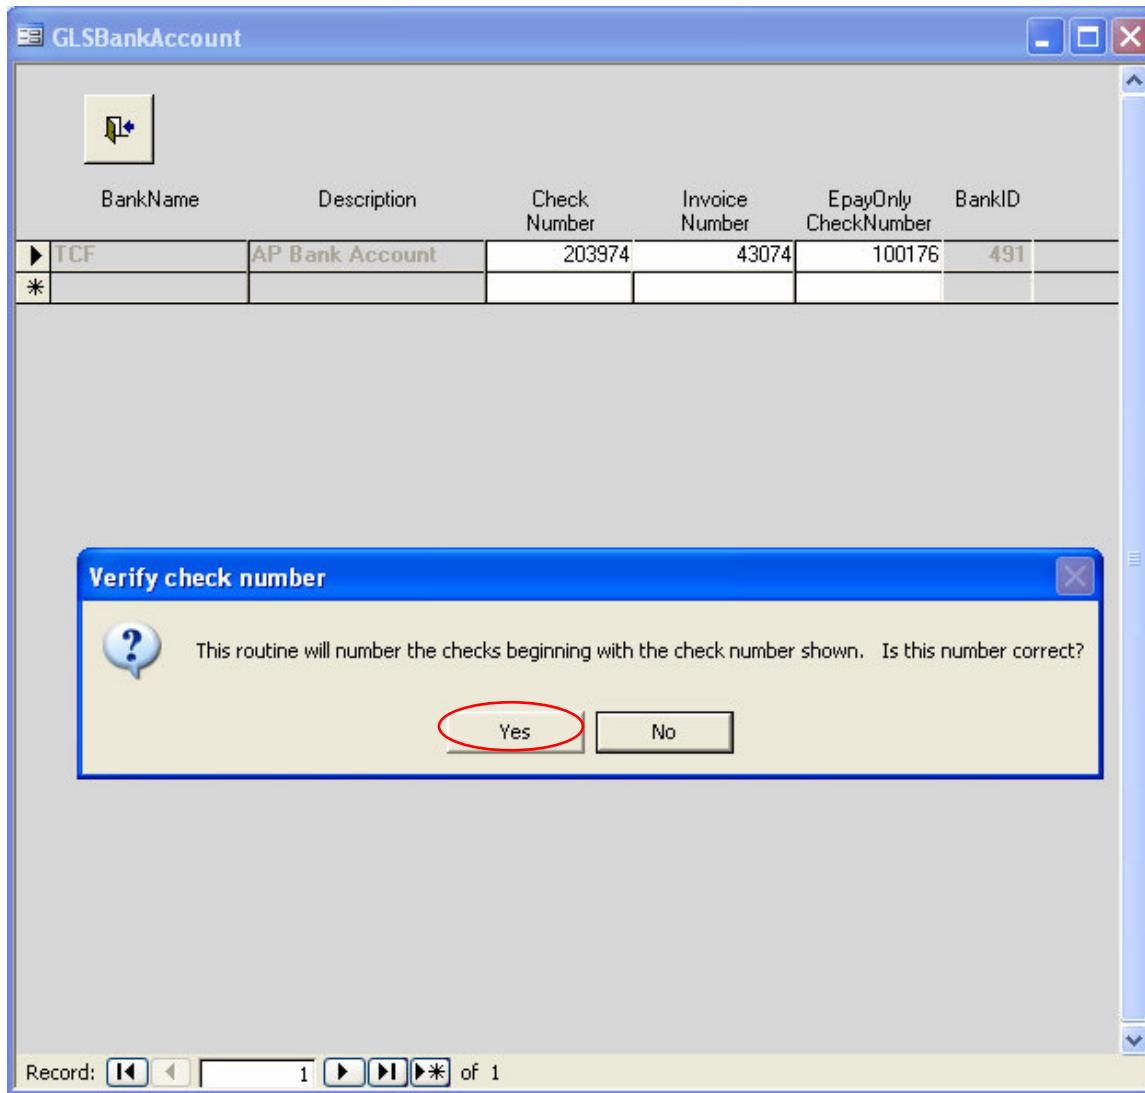 GLSBankAccount
BankName Description Check Number Invoice Number EpayOnly CheckNumber BankID
TCF AP Bank Account 203974 43074 100176 491
Verify check number
This routine will number the checks beginning with the check number shown. Is this number correct?
Yes No
Record: 1 of 1